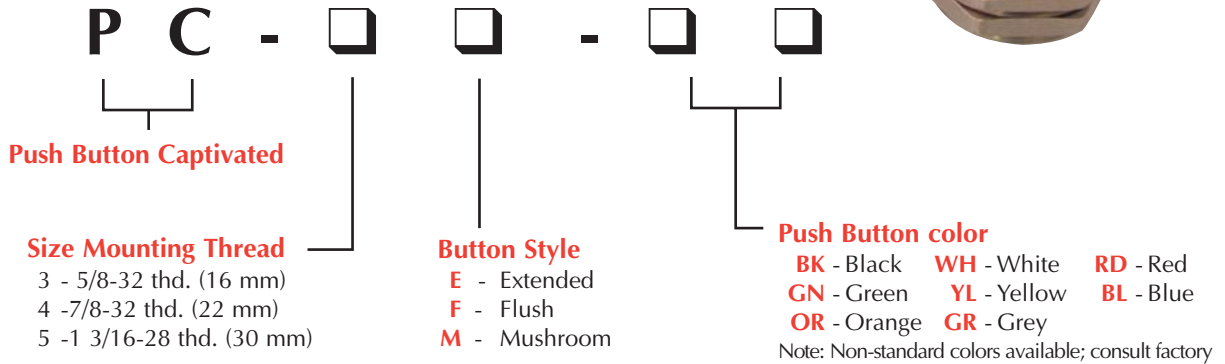 P C - ❏ ❏ - ❏ ❏
Push Button Captivated
Size Mounting Thread
3 - 5/8-32 thd. (16 mm)
4 -7/8-32 thd. (22 mm)
5 -1 3/16-28 thd. (30 mm)
Button Style
E - Extended
F - Flush
M - Mushroom
Push Button color
BK - Black WH - White RD - Red
GN - Green YL - Yellow BL - Blue
OR - Orange GR - Grey
Note: Non-standard colors available; consult factory